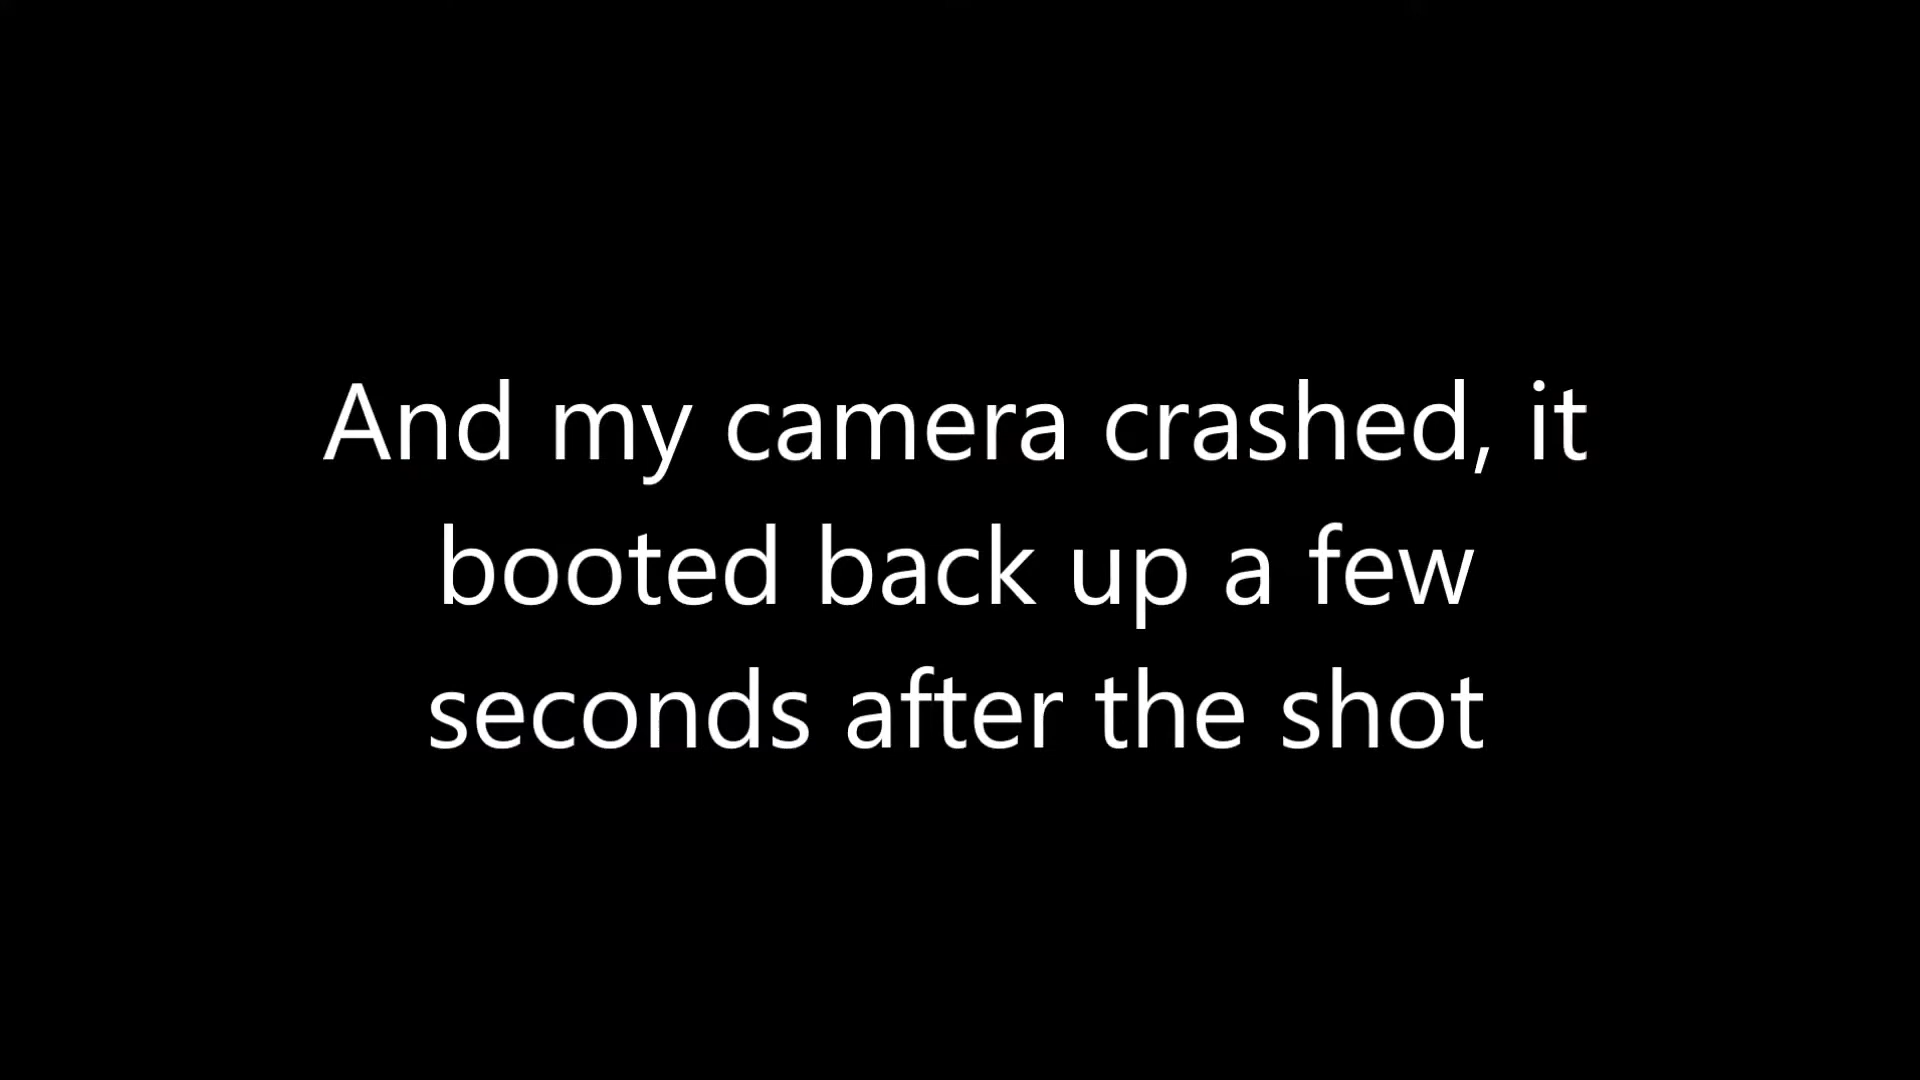 And my camera crashed, it
booted back up a few
seconds after the shot